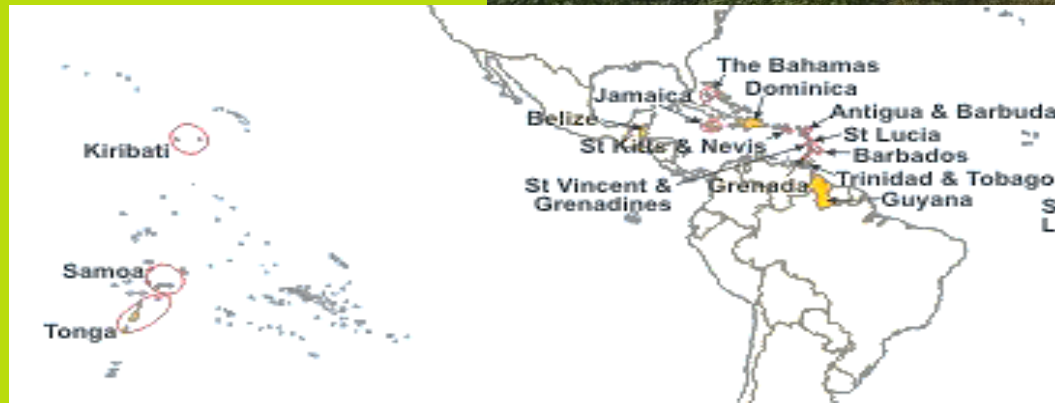 The Bahamas
Dominica
Jamaica
Antigua & Barbuda
Belize
St Lucia
St Kitts & Nevis
Barbados
Kiribati
Trinidad & Tobago
St Vincent &
Grenadines
Grenada
Guyana
S
L
Samoa
Tonga